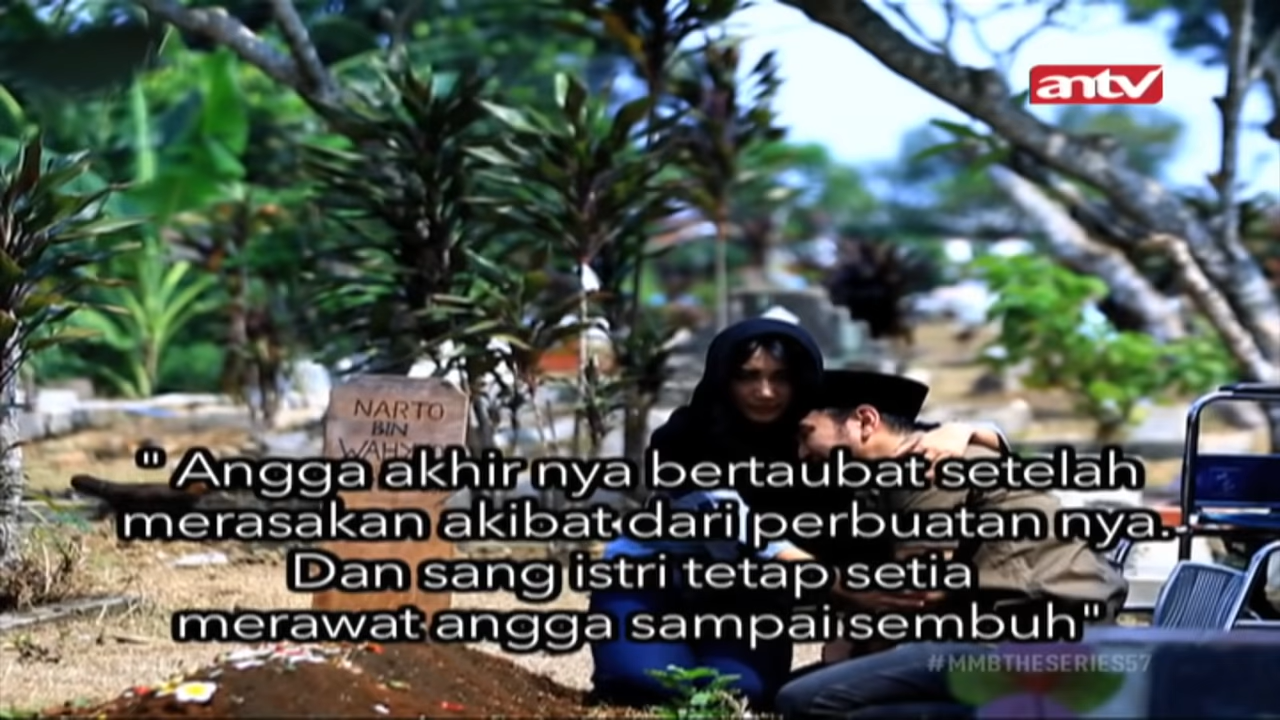 antv
NARTO
BIN
" Angga akhir nya bertaubat setelah
merasakan akibat dari perbuatan nya.
Dan sang istri tetap setia
merawat angga sampai sembuh"
#MMBTHESERIES57